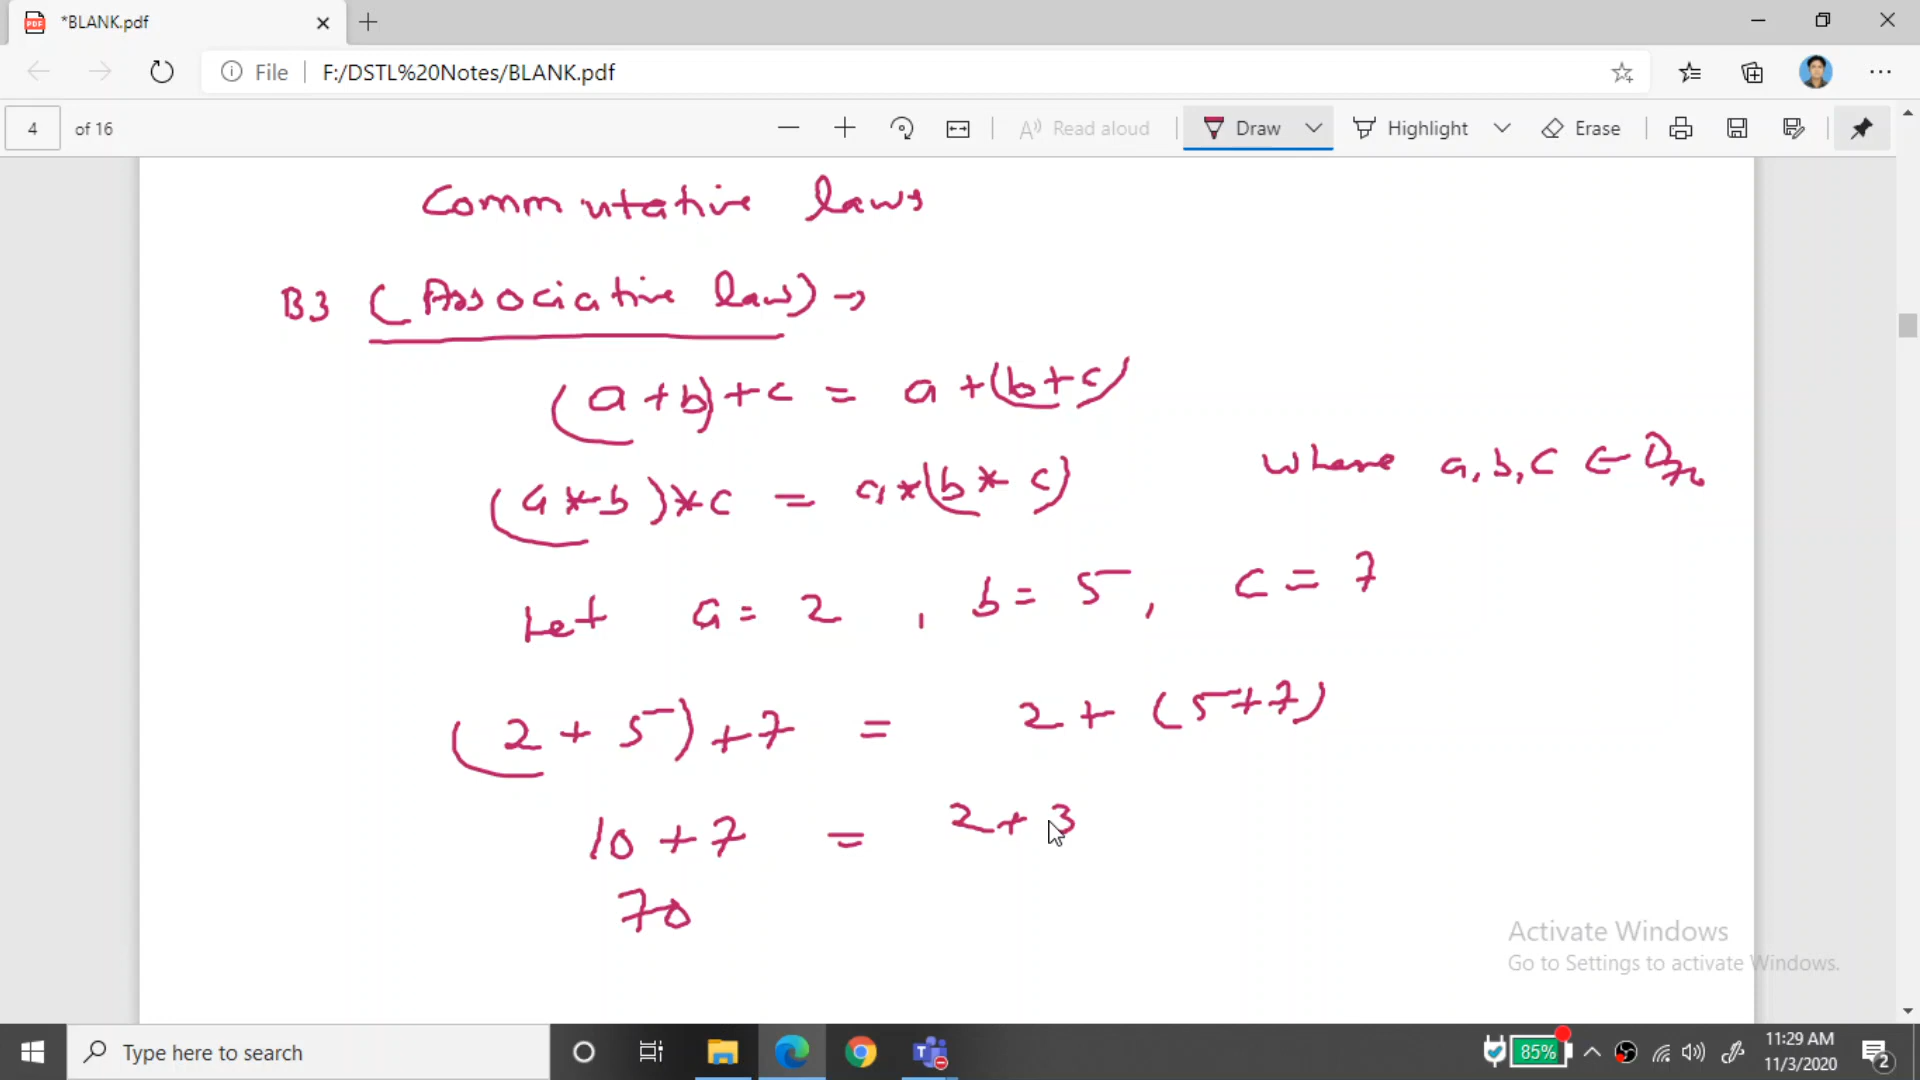 *BLANK.pdf
File F:/DSTL%20Notes/BLANK.pdf
4 of 16 Read aloud Draw Highlight Erase
Commutative laws
B3 (Associative law) →
(a+b)+c = a+(b+c)
(a*b)*c = a*(b*c)
where a,b,c ∈ D70
Let a = 2 , b = 5, c = 7
(2+5)+7 = 2+(5+7)
10+7 = 2+3
70
Activate Windows
Go to Settings to activate Windows.
Type here to search
85%
11:29 AM
11/3/2020
2